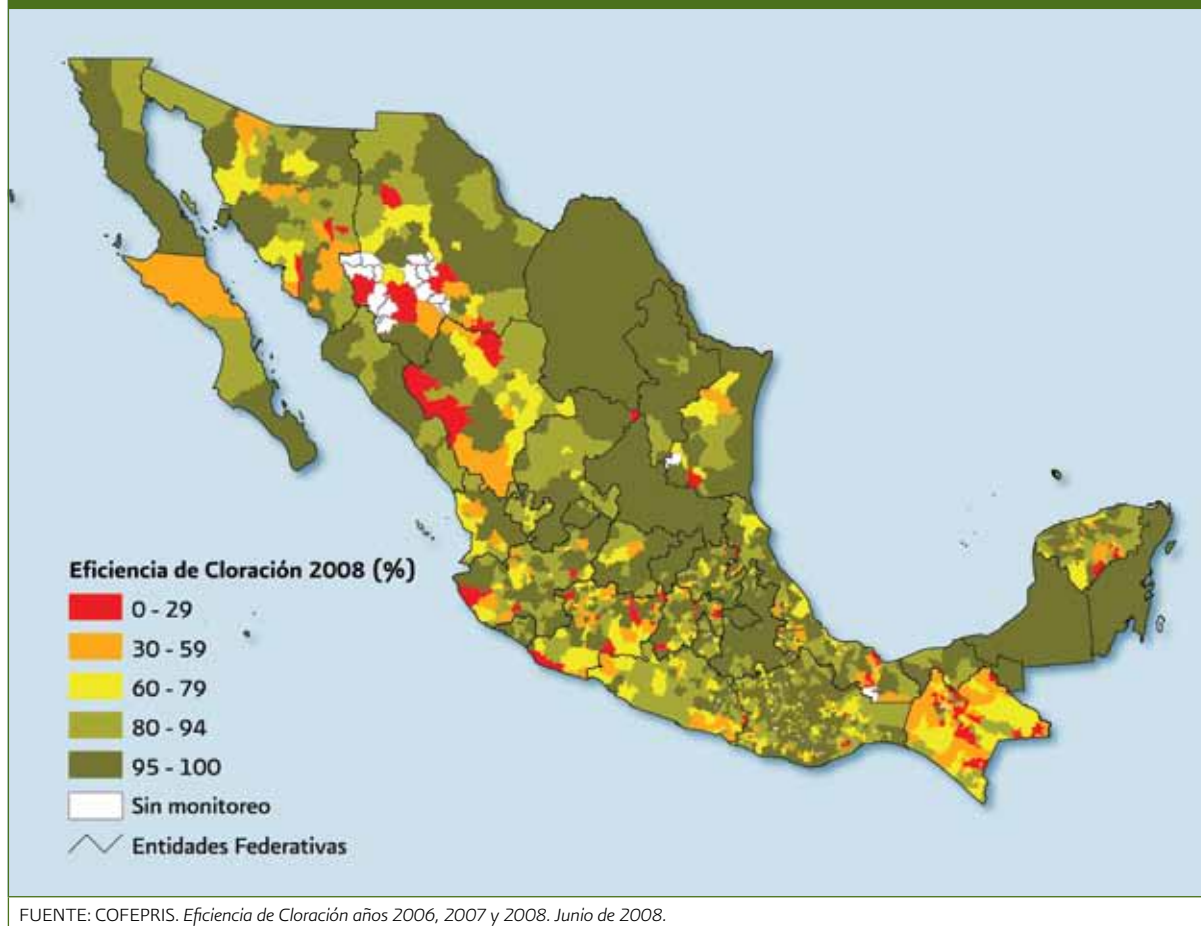 Eficiencia de Cloración 2008 (%)
0 - 29
30 - 59
60 - 79
80 - 94
95 - 100
Sin monitoreo
Entidades Federativas
FUENTE: COFEPRIS. Eficiencia de Cloración años 2006, 2007 y 2008. Junio de 2008.